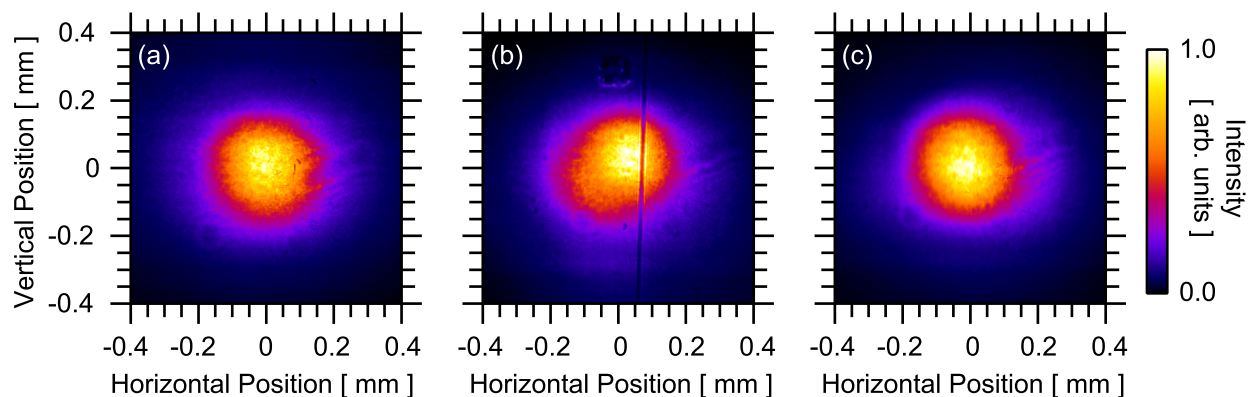 (a)
(b)
(c)
Vertical Position [ mm ]
0.4
0.2
0
-0.2
-0.4
-0.4 -0.2 0 0.2 0.4
-0.4 -0.2 0 0.2 0.4
-0.4 -0.2 0 0.2 0.4
Horizontal Position [ mm ]
Horizontal Position [ mm ]
Horizontal Position [ mm ]
1.0
0.0
Intensity
[ arb. units ]